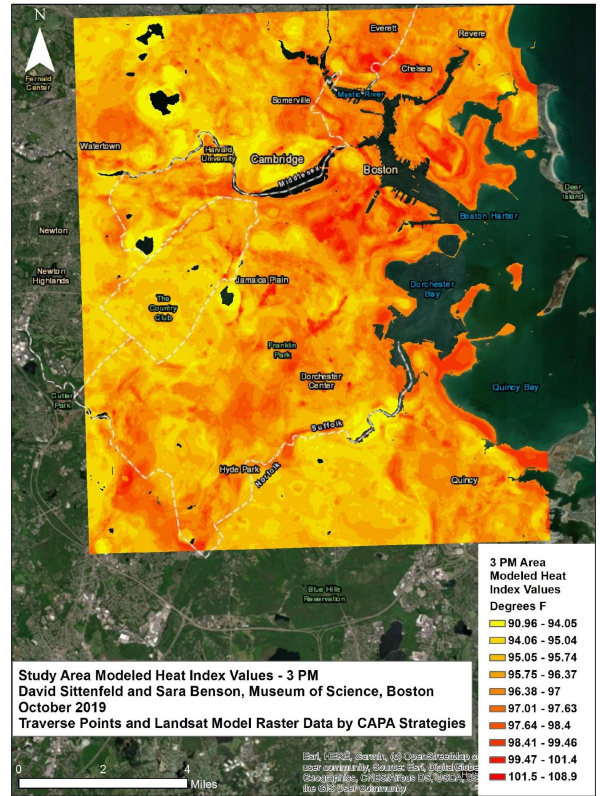 N
Everett
Revere
Chelsea
Fernald
Center
Mystic River
Somerville
Watertown
Harvard
University
Cambridge
Middlesex
Boston
Deer
Island
Boston Harbor
Newton
Newton
Highlands
Jamaica Plain
Dorchester
Bay
The
Country
Club
Franklin
Park
Dorchester
Center
Quincy Bay
Cutler
Park
Suffolk
Hyde Park
Norfolk
Quincy
Blue Hills
Reservation
3 PM Area
Modeled Heat
Index Values
Degrees F
90.96 - 94.05
94.06 - 95.04
95.05 - 95.74
95.75 - 96.37
96.38 - 97
97.01 - 97.63
97.64 - 98.4
98.41 - 99.46
99.47 - 101.4
101.5 - 108.9
Study Area Modeled Heat Index Values - 3 PM
David Sittenfeld and Sara Benson, Museum of Science, Boston
October 2019
Traverse Points and Landsat Model Raster Data by CAPA Strategies
Esri, HERE, Garmin, (c) OpenStreetMap
user community, Source: Esri, DigitalGlobe
Geographics, CNES/Airbus DS, USDA,
the GIS User Community
0 2 4
Miles